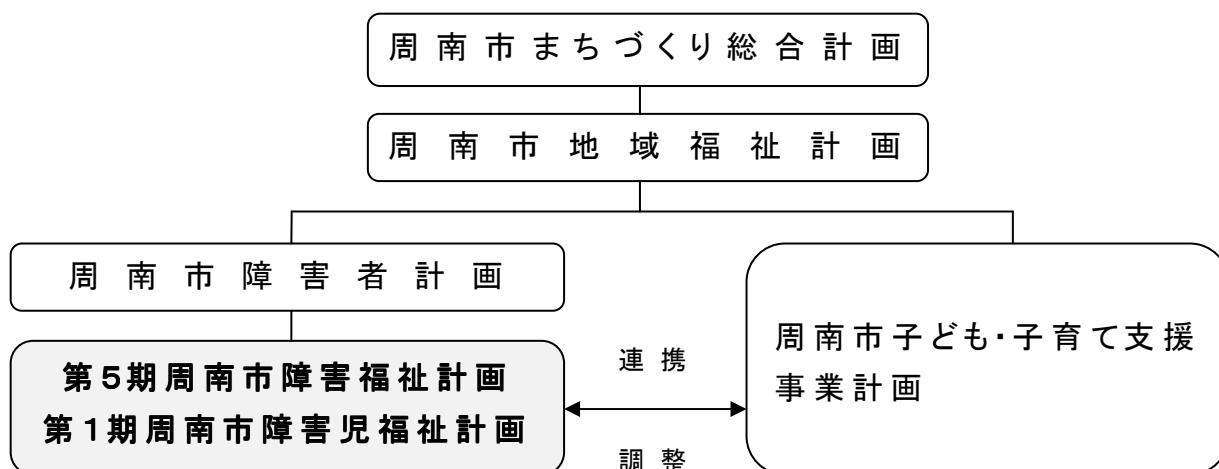 周南市まちづくり総合計画
周南市地域福祉計画
周南市障害者計画
第5期周南市障害福祉計画
第1期周南市障害児福祉計画
連携
調整
周南市子ども・子育て支援
事業計画